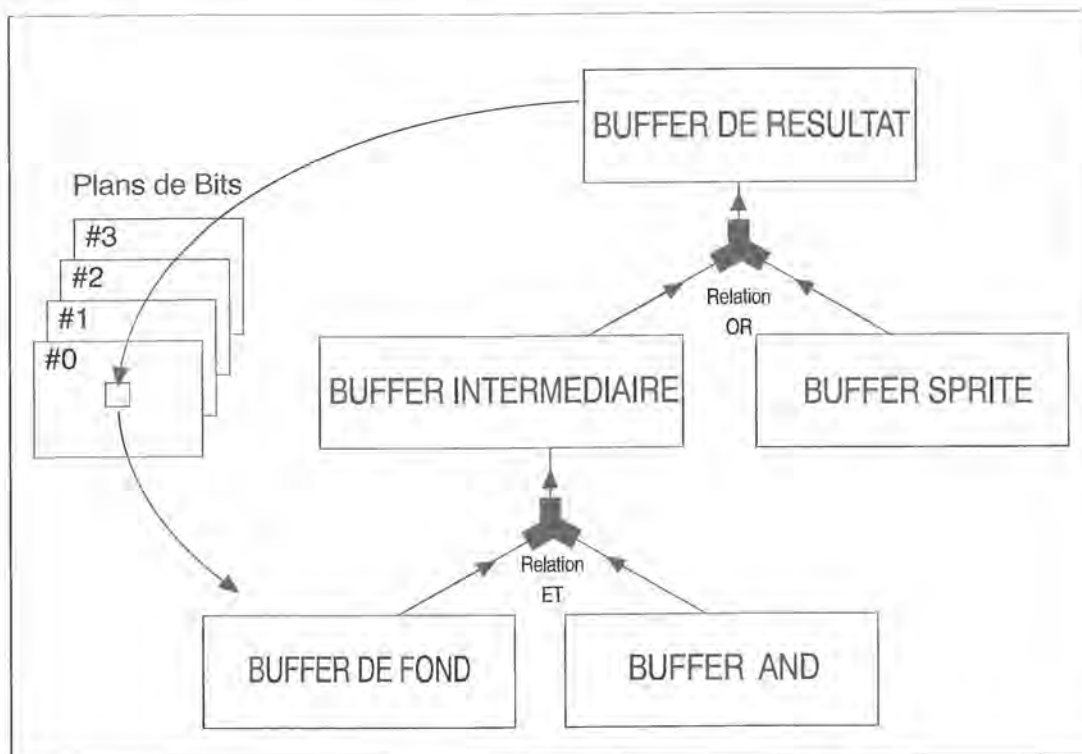 BUFFER DE RESULTAT
Plans de Bits
#3
#2
#1
#0
Relation
OR
BUFFER INTERMEDIAIRE
BUFFER SPRITE
Relation
ET
BUFFER DE FOND
BUFFER AND